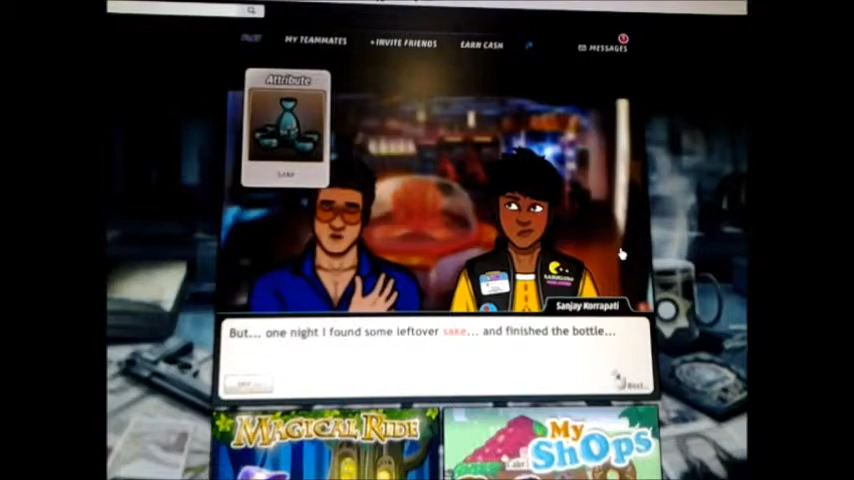 MY TEAMMATES
+INVITE FRIENDS
EARN CASH
MESSAGES
Attribute
SAKE
Sanjay Korrapati
But... one night I found some leftover sake... and finished the bottle...
Next...
MAGICAL RIDE
My
Shops